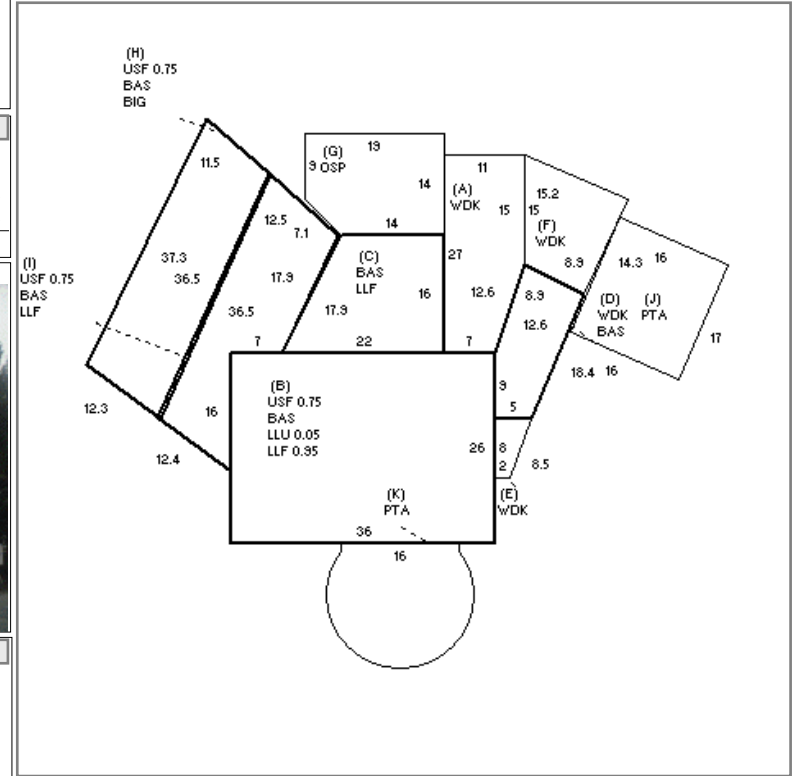 (H)
USF 0.75
BAS
BIG
11.5
12.5
7.1
(G)
OSP
9
19
14
14
11
(A)
WDK
15
15.2
15
(F)
WDK
8.9
14.3
16
(I)
USF 0.75
BAS
LLF
37.3
36.5
36.5
17.9
(C)
BAS
LLF
17.9
16
22
27
12.6
7
8.9
12.6
(D)
WDK
BAS
(J)
PTA
17
18.4
16
7
16
12.3
12.4
(B)
USF 0.75
BAS
LLU 0.05
LLF 0.95
26
9
5
8
2
8.5
(E)
WDK
(K)
PTA
36
16